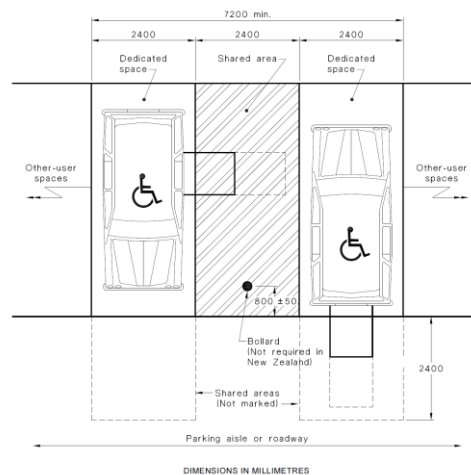 7200 min.
2400
2400
2400
Dedicated
space
Shared area
Dedicated
space
Other-user
spaces
Other-user
spaces
800 ±50
Bollard
(Not required in
New Zealand)
2400
Shared areas
(Not marked)
Parking aisle or roadway
DIMENSIONS IN MILLIMETRES